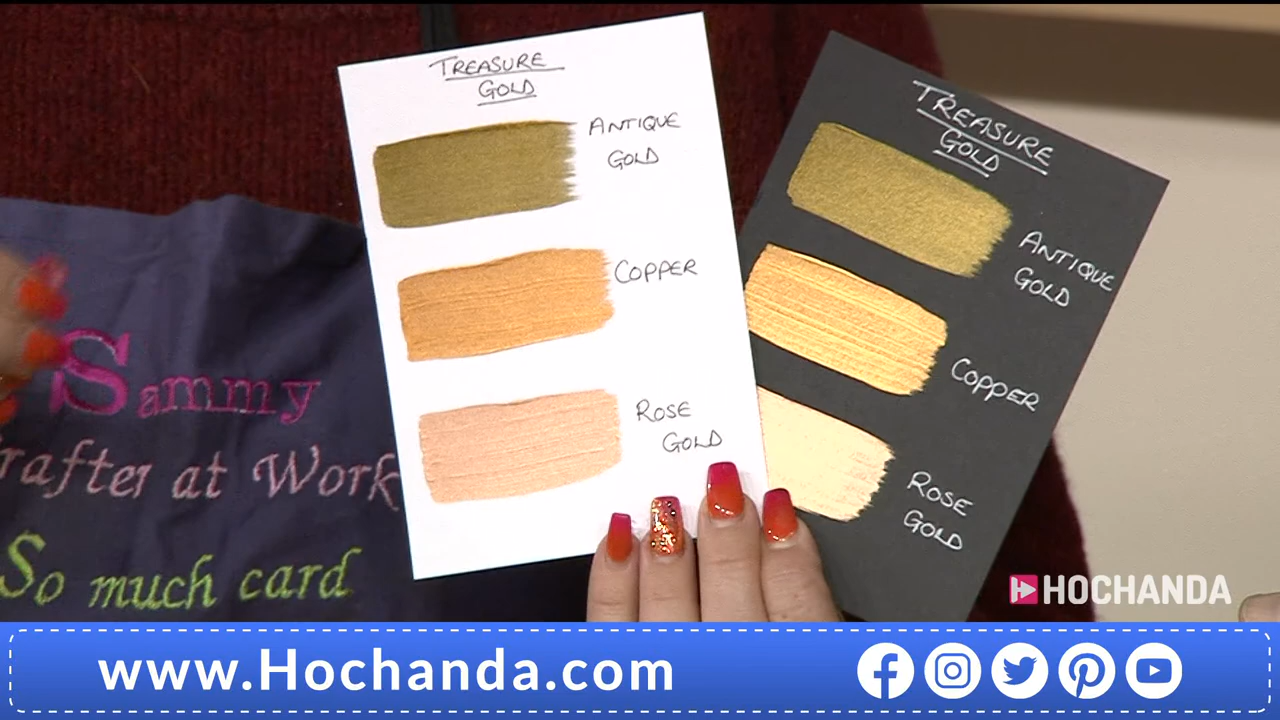 TREASURE
GOLD
ANTIQUE
GOLD
COPPER
ROSE
GOLD
TREASURE
GOLD
ANTIQUE
GOLD
COPPER
ROSE
GOLD
Sammy
rafter at Work
So much card
HOCHANDA
www.Hochanda.com